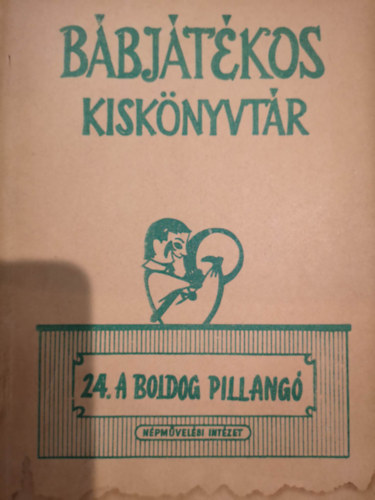 BÁBJÁTÉKOS
KISKÖNYVTÁR
24. A BOLDOG PILLANGÓ
NÉPMŰVELÉSI INTÉZET